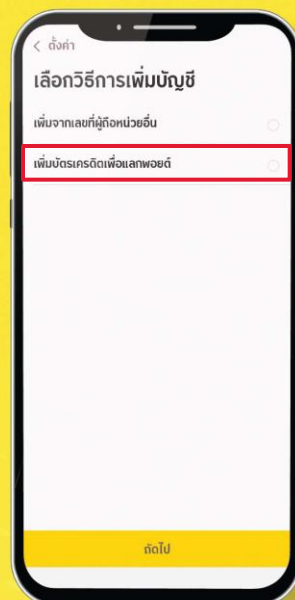 < ตั้งค่า
เลือกวิธีการเพิ่มบัญชี
เพิ่มจากเลขที่ผู้ถือหน่วยอื่น
เพิ่มบัตรเครดิตเพื่อแลกพอยต์
ถัดไป